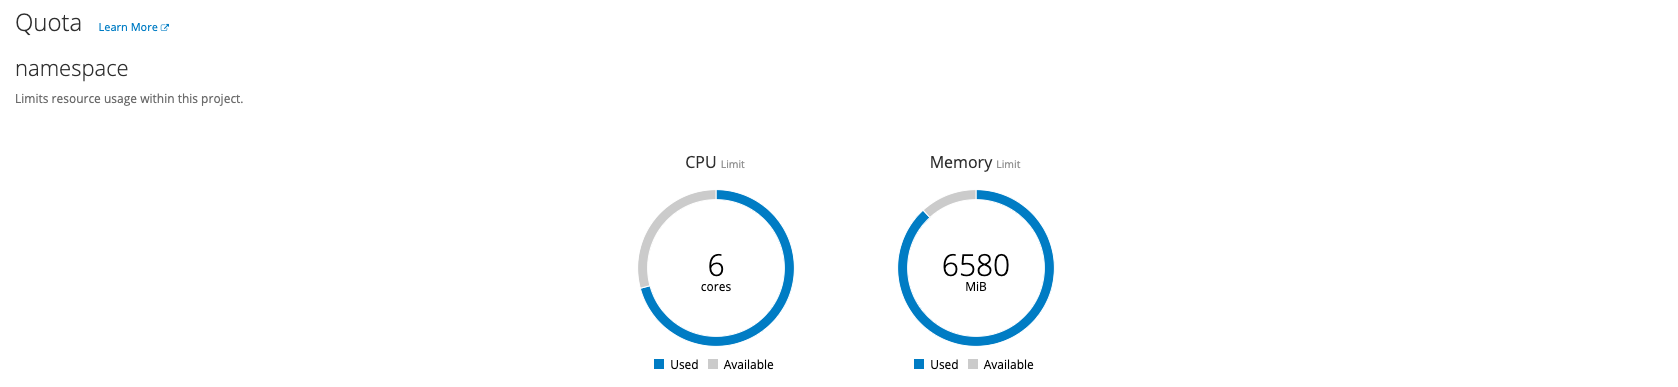 Quota Learn More
namespace
Limits resource usage within this project.
CPU Limit
6
cores
Used Available
Memory Limit
6580
MiB
Used Available